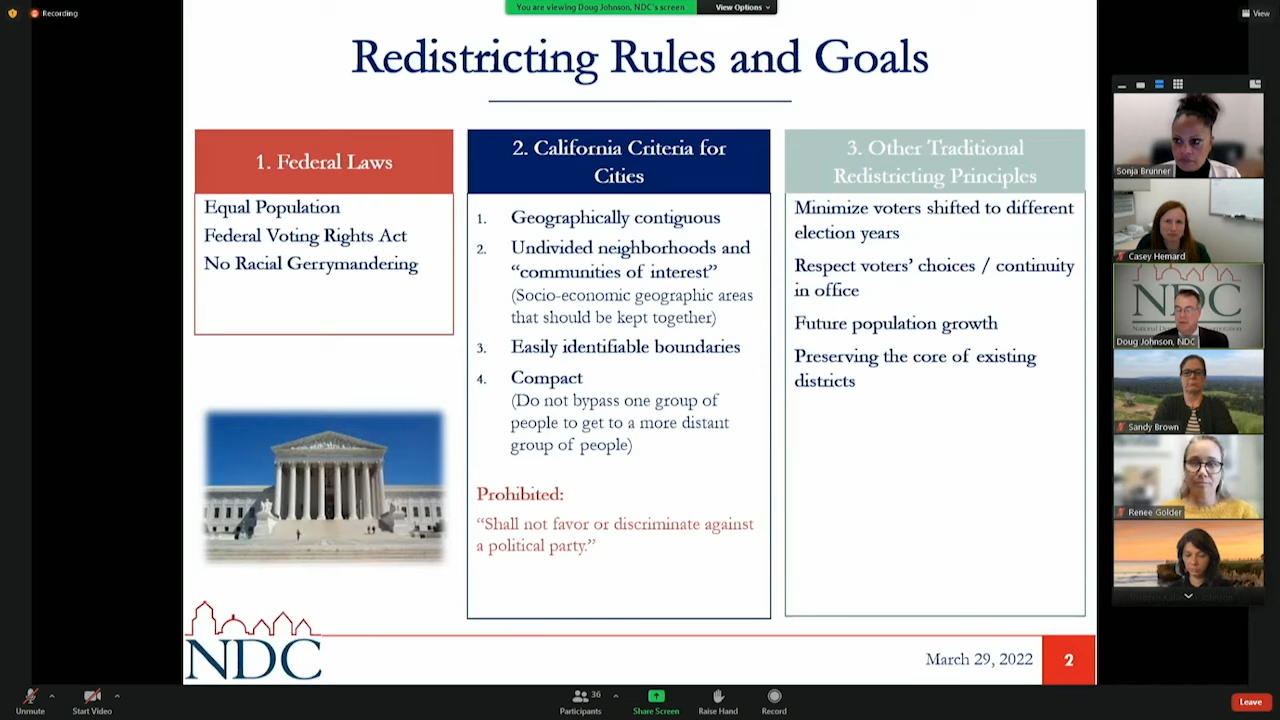 Recording
You are viewing Doug Johnson, NDC's screen
View Options
View
Redistricting Rules and Goals
1. Federal Laws
Equal Population
Federal Voting Rights Act
No Racial Gerrymandering
2. California Criteria for
Cities
1. Geographically contiguous
2. Undivided neighborhoods and
“communities of interest”
(Socio-economic geographic areas
that should be kept together)
3. Easily identifiable boundaries
4. Compact
(Do not bypass one group of
people to get to a more distant
group of people)
Prohibited:
“Shall not favor or discriminate against
a political party.”
3. Other Traditional
Redistricting Principles
Minimize voters shifted to different
election years
Respect voters’ choices / continuity
in office
Future population growth
Preserving the core of existing
districts
NDC
March 29, 2022
2
Sonja Brunner
Casey Hemard
NDC
Doug Johnson, NDC
Sandy Brown
Renee Golder
Unmute
Start Video
36
Participants
Share Screen
Raise Hand
Record
Leave